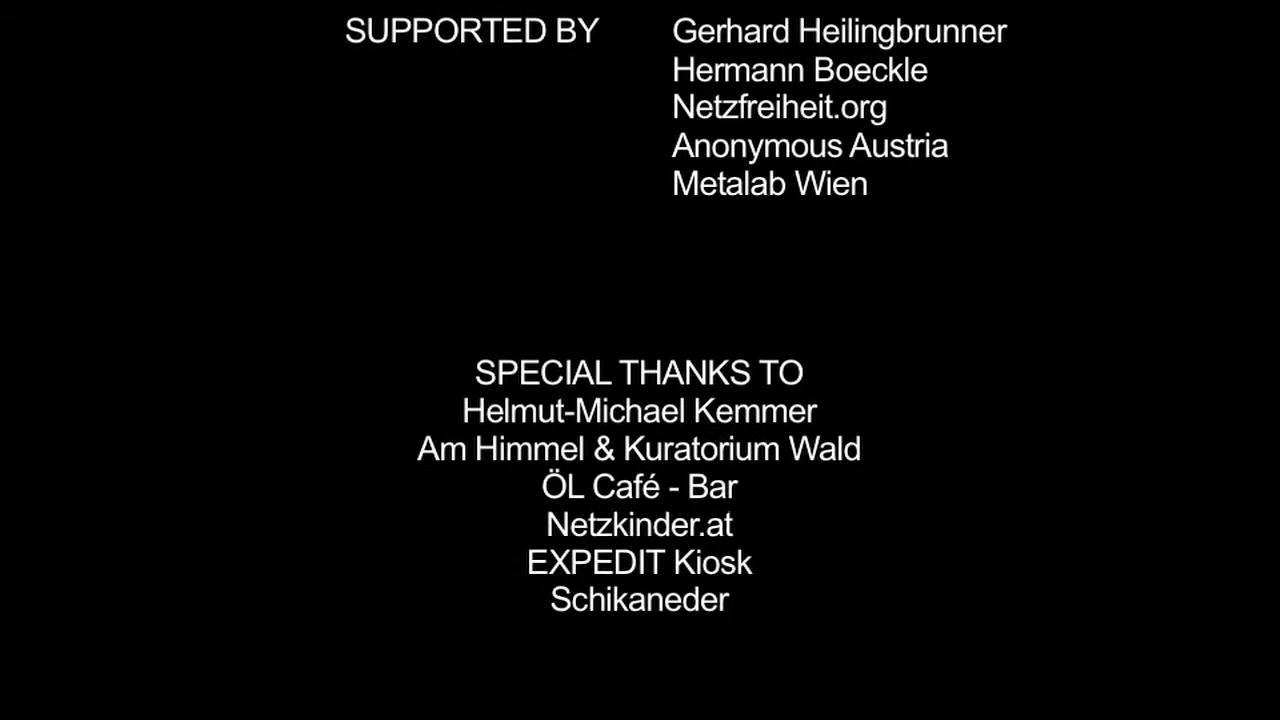 SUPPORTED BY Gerhard Heilingbrunner
Hermann Boeckle
Netzfreiheit.org
Anonymous Austria
Metalab Wien
SPECIAL THANKS TO
Helmut-Michael Kemmer
Am Himmel & Kuratorium Wald
ÖL Café - Bar
Netzkinder.at
EXPEDIT Kiosk
Schikaneder